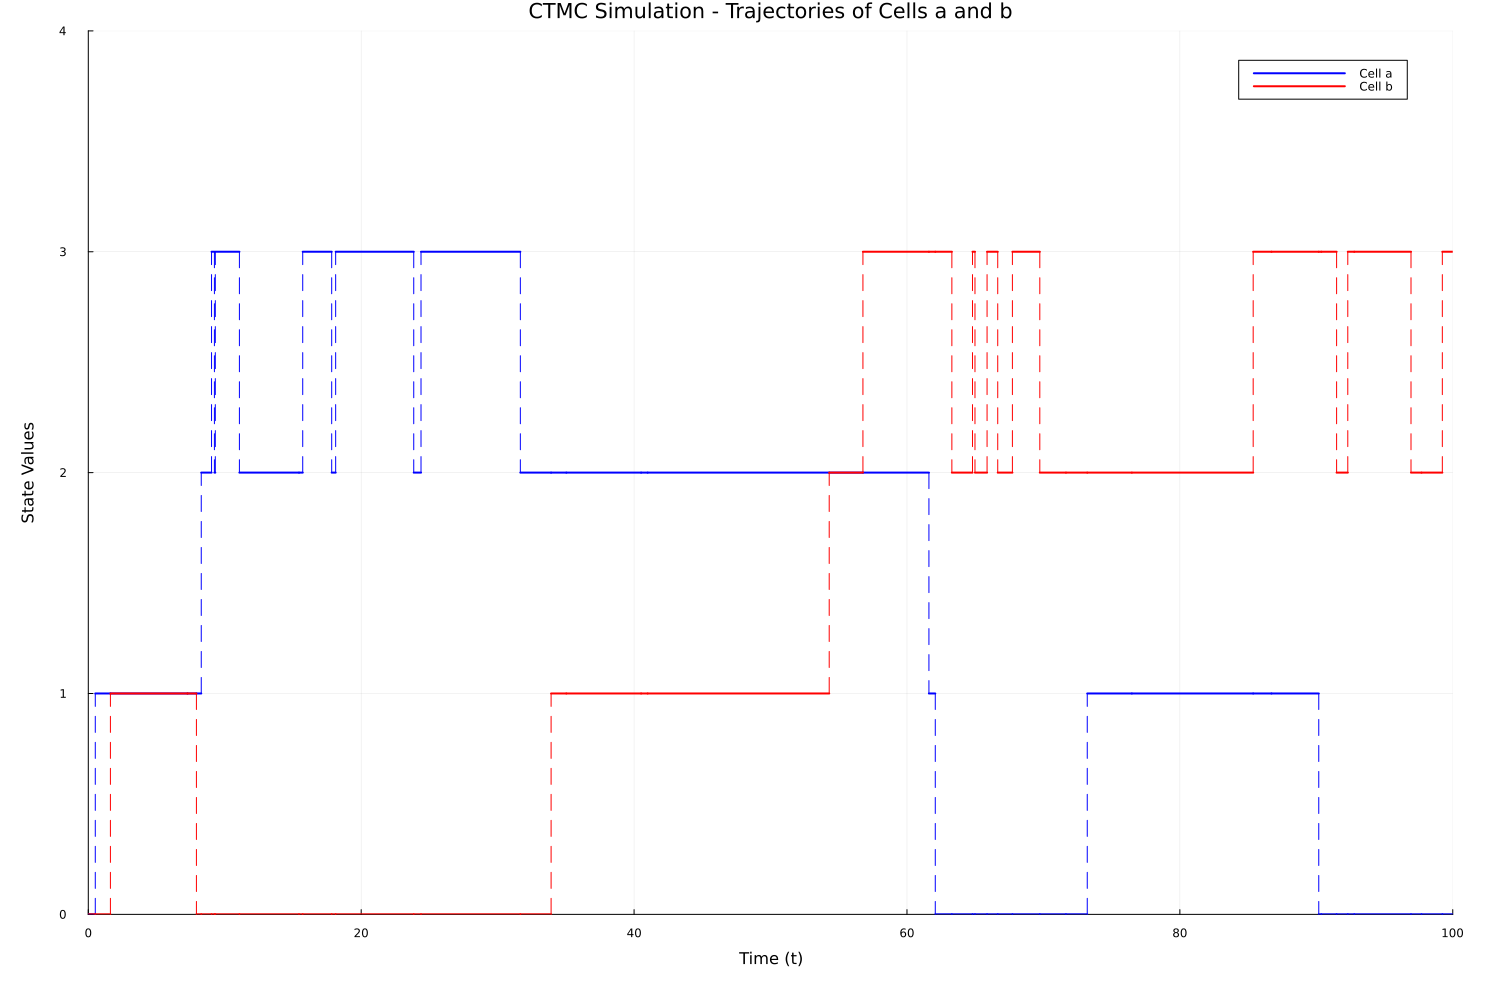 CTMC Simulation - Trajectories of Cells a and b
Cell a
Cell b
4
3
2
1
0
State Values
0 20 40 60 80 100
Time (t)